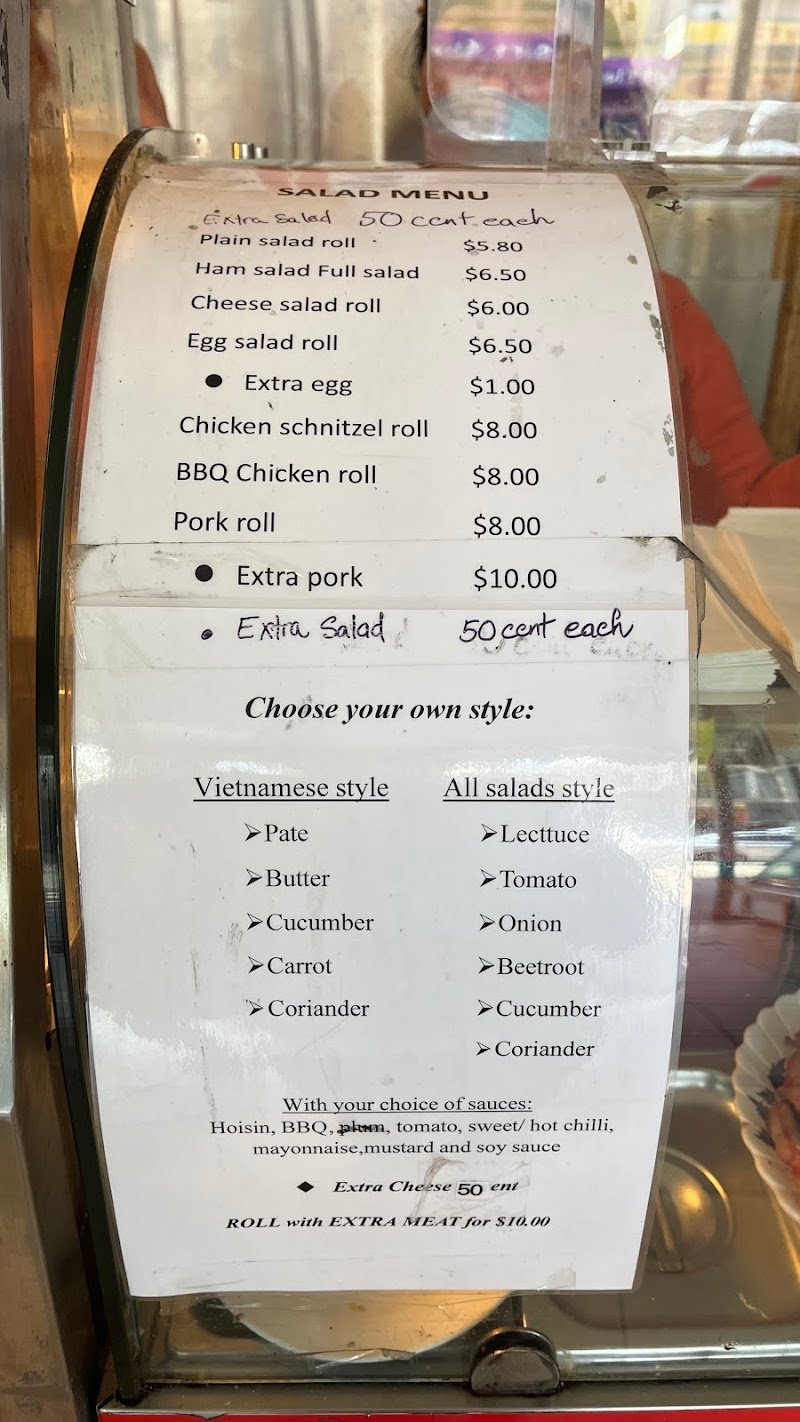 SALAD MENU
Extra Salad 50 cent each
Plain salad roll $5.80
Ham salad Full salad $6.50
Cheese salad roll $6.00
Egg salad roll $6.50
● Extra egg $1.00
Chicken schnitzel roll $8.00
BBQ Chicken roll $8.00
Pork roll $8.00
● Extra pork $10.00
• Extra Salad 50 cent each
Choose your own style:
Vietnamese style All salads style
➢Pate ➢Lecttuce
➢Butter ➢Tomato
➢Cucumber ➢Onion
➢Carrot ➢Beetroot
➢Coriander ➢Cucumber
➢Coriander
With your choice of sauces:
Hoisin, BBQ, plum, tomato, sweet/ hot chilli,
mayonnaise,mustard and soy sauce
◆ Extra Cheese 50 ent
ROLL with EXTRA MEAT for $10.00